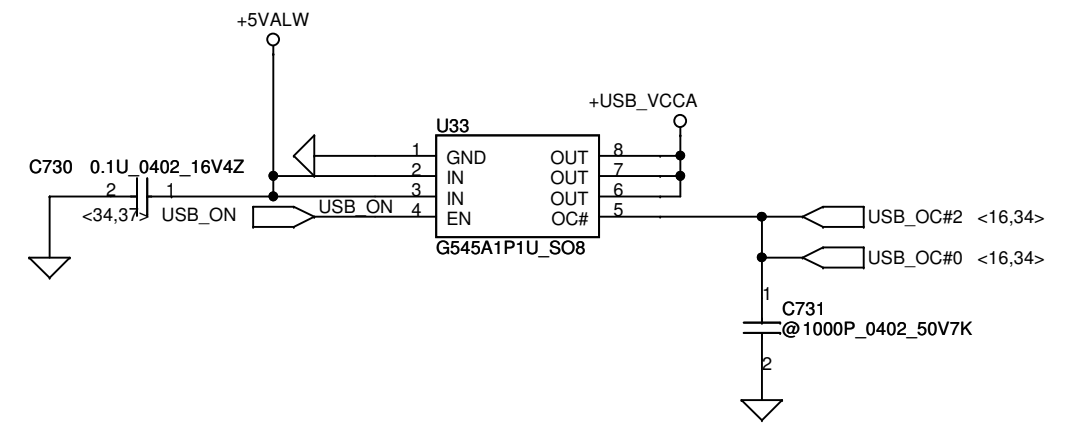 +5VALW
+USB_VCCA
U33
C730 0.1U_0402_16V4Z
1 GND OUT 8
2 IN OUT 7
3 IN OUT 6
4 EN OC# 5
2 1
<34,37> USB_ON
USB_ON
G545A1P1U_SO8
USB_OC#2 <16,34>
USB_OC#0 <16,34>
1
C731
@1000P_0402_50V7K
2